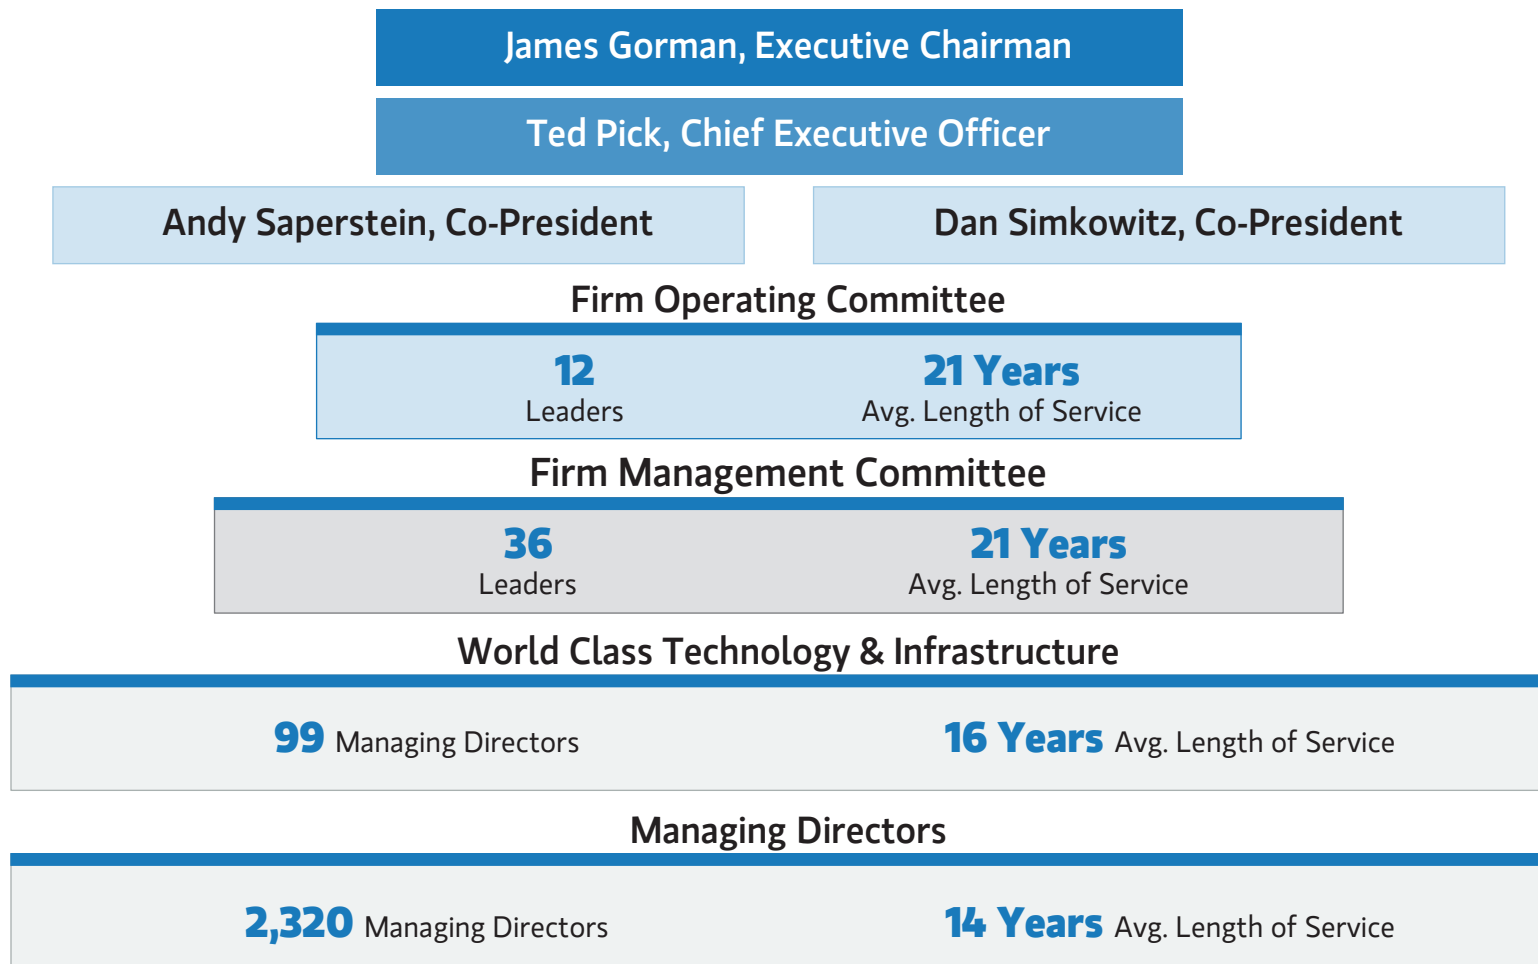 James Gorman, Executive Chairman
Ted Pick, Chief Executive Officer
Andy Saperstein, Co-President
Dan Simkowitz, Co-President
Firm Operating Committee
12
Leaders
21 Years
Avg. Length of Service
Firm Management Committee
36
Leaders
21 Years
Avg. Length of Service
World Class Technology & Infrastructure
99 Managing Directors
16 Years Avg. Length of Service
Managing Directors
2,320 Managing Directors
14 Years Avg. Length of Service